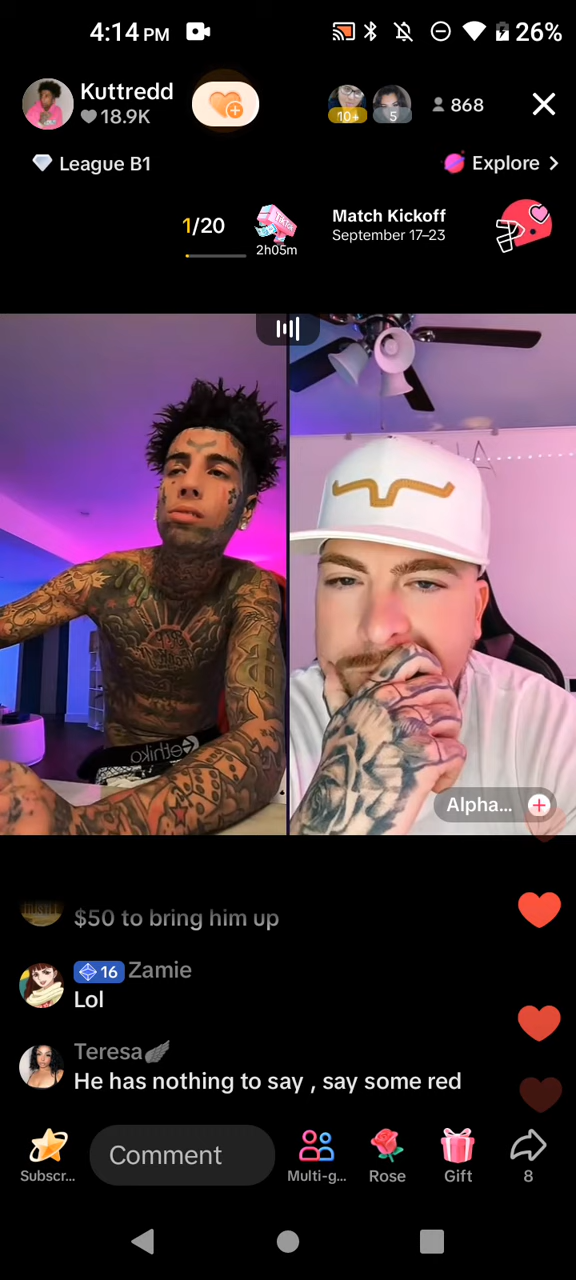 4:14 PM
26%
Kuttredd
18.9K
10+
5
868
League B1
Explore
1/20
TikTok
2h05m
Match Kickoff
September 17–23
ethiko
Alpha...
$50 to bring him up
16 Zamie
Lol
Teresa
He has nothing to say , say some red
Comment
Subscr...
Multi-g...
Rose
Gift
8